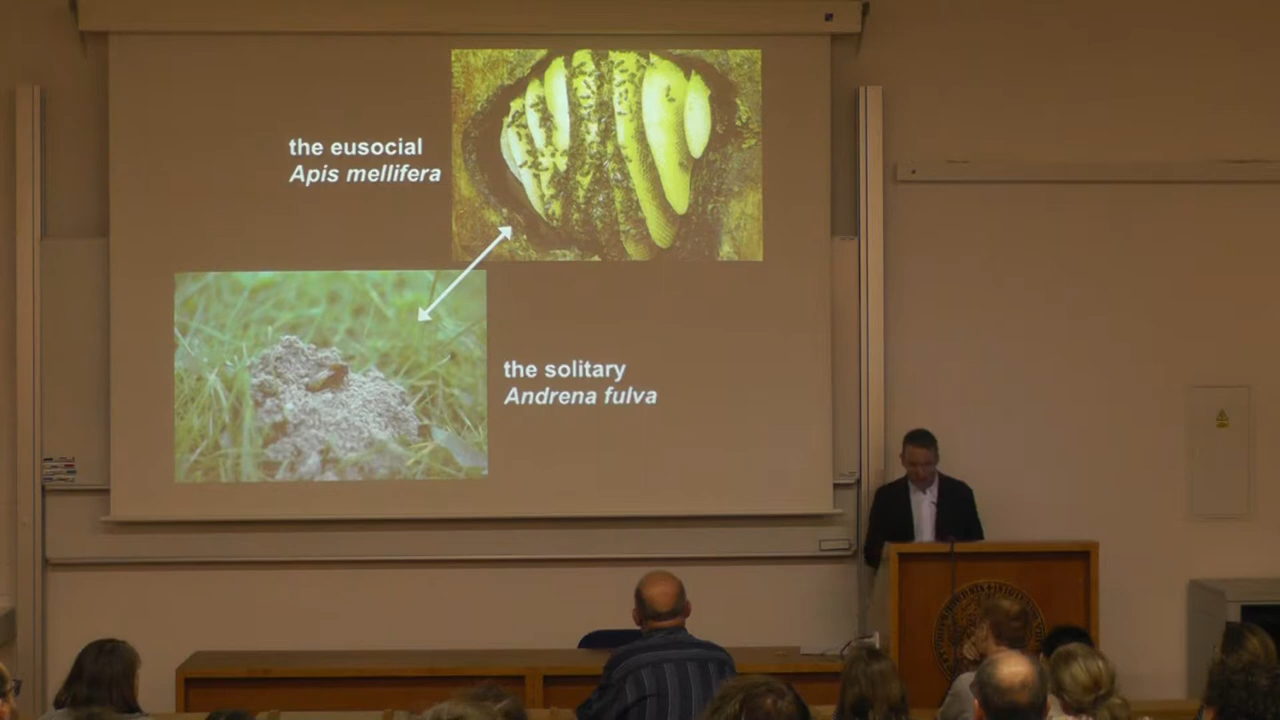 the eusocial
Apis mellifera
the solitary
Andrena fulva